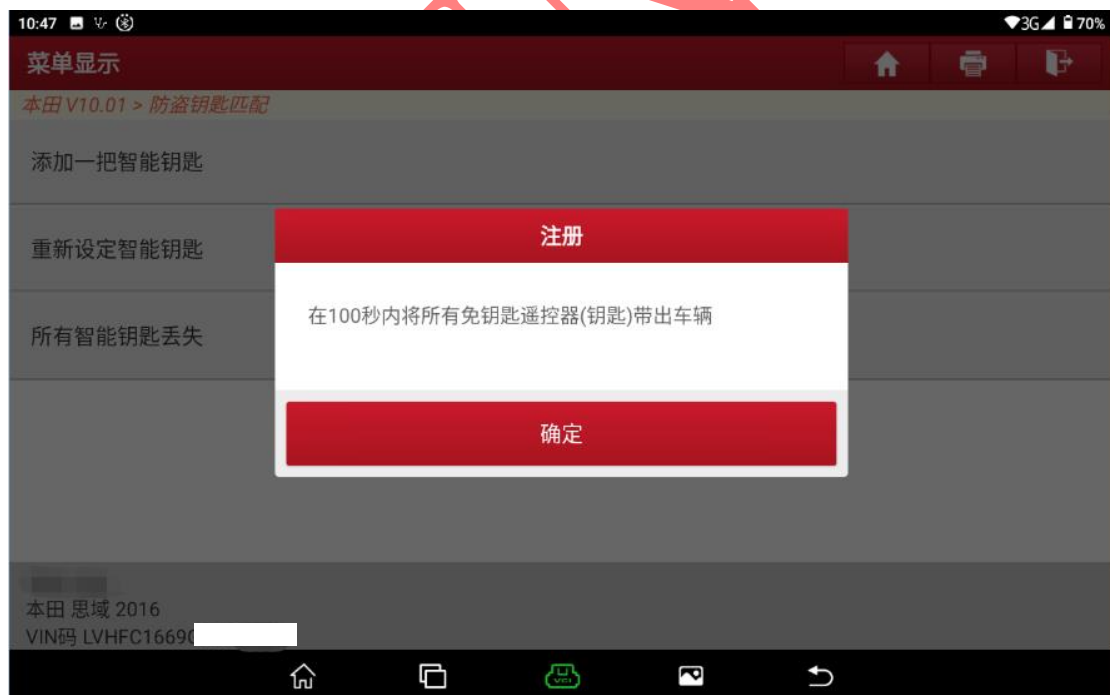 10:47
3G 70%
菜单显示
本田 V10.01 > 防盗钥匙匹配
添加一把智能钥匙
重新设定智能钥匙
所有智能钥匙丢失
注册
在100秒内将所有免钥匙遥控器(钥匙)带出车辆
确定
本田 思域 2016
VIN码 LVHFC1669
VCI